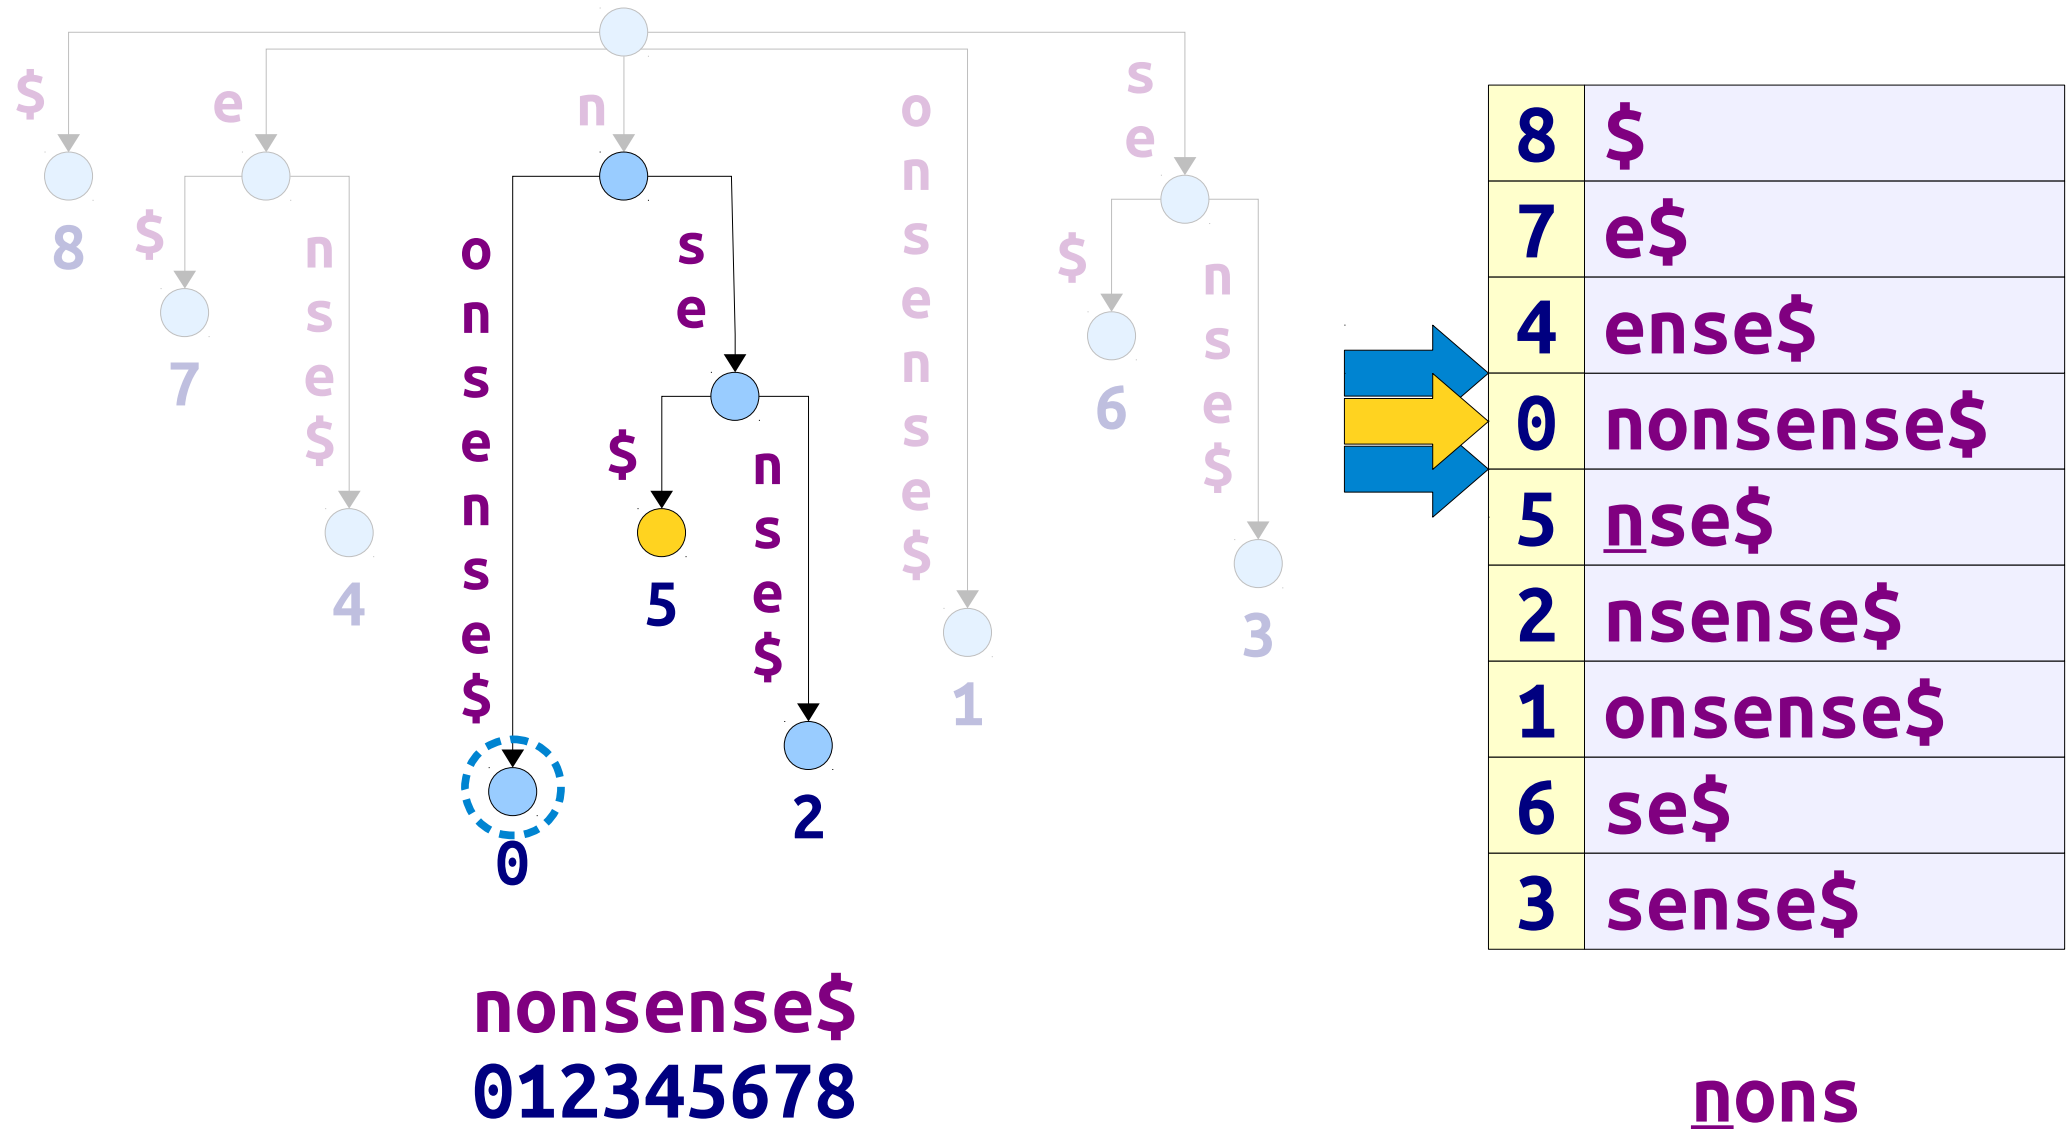 $
e
n
o
n
s
e
n
s
e
$
s
e
8
$
7
n
s
e
$
4
o
n
s
e
n
s
e
$
0
s
e
$
5
n
s
e
$
2
1
$
6
n
s
e
$
3
nonsense$
012345678
8 $
7 e$
4 ense$
0 nonsense$
5 nse$
2 nsense$
1 onsense$
6 se$
3 sense$
nons